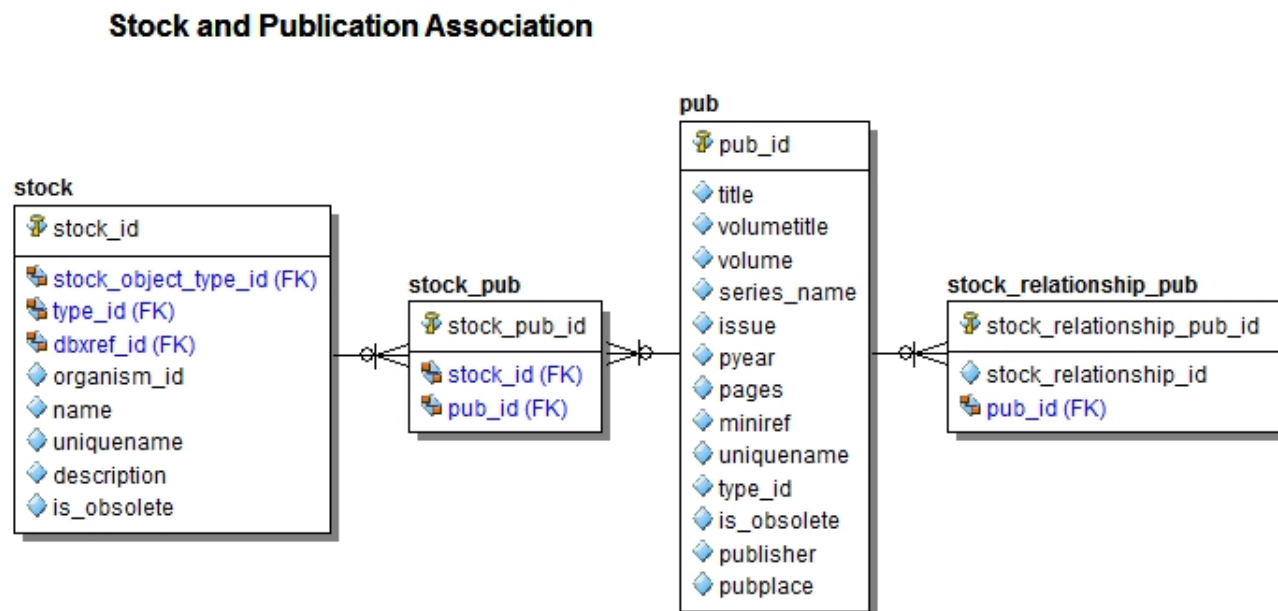 Stock and Publication Association
stock
stock_id
stock_object_type_id (FK)
type_id (FK)
dbxref_id (FK)
organism_id
name
uniquename
description
is_obsolete
stock_pub
stock_pub_id
stock_id (FK)
pub_id (FK)
pub
pub_id
title
volumetitle
volume
series_name
issue
pyear
pages
miniref
uniquename
type_id
is_obsolete
publisher
pubplace
stock_relationship_pub
stock_relationship_pub_id
stock_relationship_id
pub_id (FK)